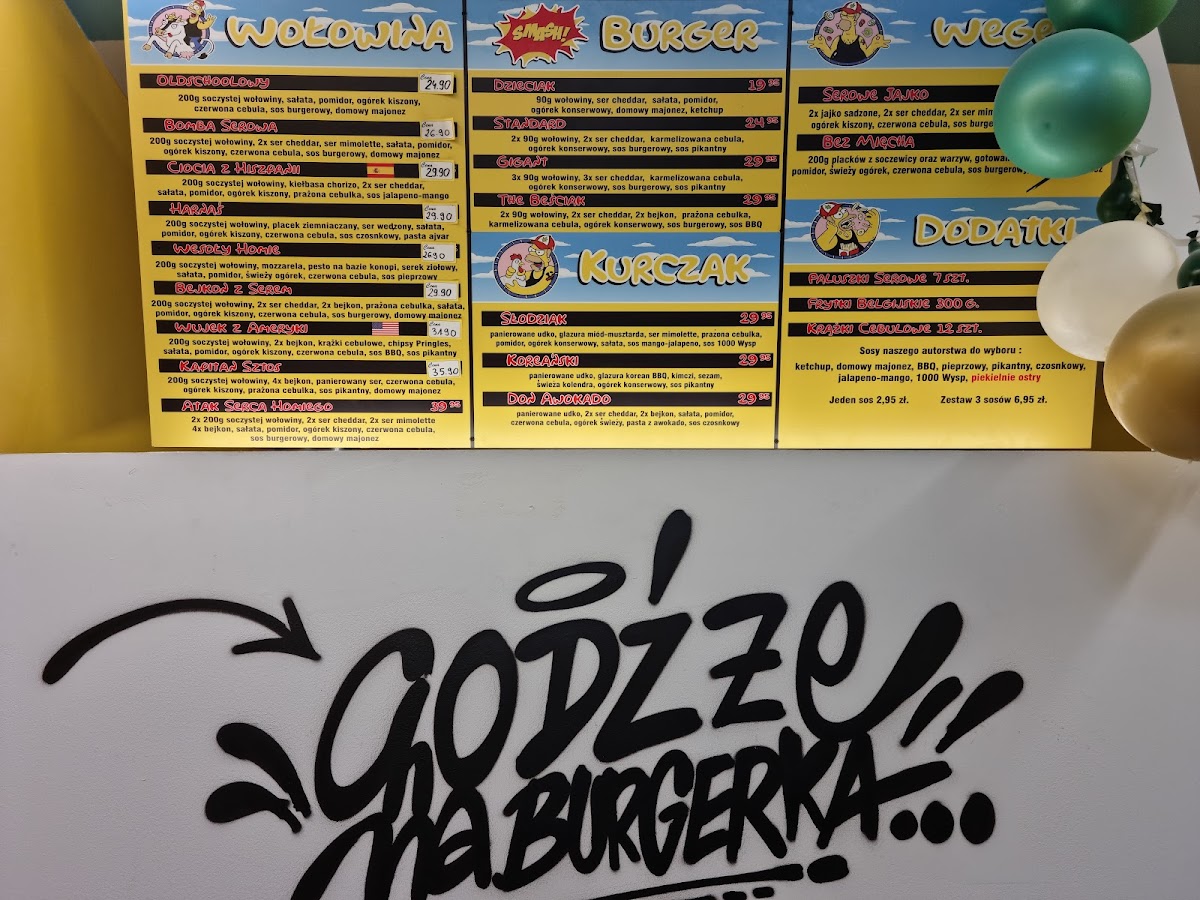 WOŁOWINA
OLDSCHOOLOWY Cena 24.90
200g soczystej wołowiny, sałata, pomidor, ogórek kiszony,
czerwona cebula, sos burgerowy, domowy majonez
BOMBA SEROWA Cena 26.90
200g soczystej wołowiny, 2x ser cheddar, ser mimolette, sałata, pomidor,
ogórek kiszony, czerwona cebula, sos burgerowy, domowy majonez
CIOCIA Z HISZPANII Cena 29.90
200g soczystej wołowiny, kiełbasa chorizo, 2x ser cheddar,
sałata, pomidor, ogórek kiszony, prażona cebulka, sos jalapeno-mango
HARNAŚ Cena 29.90
200g soczystej wołowiny, placek ziemniaczany, ser wędzony, sałata,
pomidor, ogórek kiszony, czerwona cebula, sos czosnkowy, pasta ajvar
WESOŁY HOMIE Cena 26.90
200g soczystej wołowiny, mozzarela, pesto na bazie konopi, serek ziołowy,
sałata, pomidor, świeży ogórek, czerwona cebula, sos pieprzowy
BEJKON Z SEREM Cena 29.90
200g soczystej wołowiny, 2x ser cheddar, 2x bejkon, prażona cebulka, sałata,
pomidor, ogórek kiszony, czerwona cebula, sos burgerowy, domowy majonez
WUJEK Z AMERYKI Cena 31.90
200g soczystej wołowiny, 2x bejkon, krążki cebulowe, chipsy Pringles,
sałata, pomidor, ogórek kiszony, czerwona cebula, sos BBQ, sos pikantny
KAPITAN SZTOS Cena 35.90
200g soczystej wołowiny, 4x bejkon, panierowany ser, czerwona cebula,
ogórek kiszony, prażona cebulka, sos pikantny, domowy majonez
ATAK SERCA HOMIEGO 39 95
2x 200g soczystej wołowiny, 2x ser cheddar, 2x ser mimolette
4x bejkon, sałata, pomidor, ogórek kiszony, czerwona cebula,
sos burgerowy, domowy majonez
SMASH! BURGER
DZIECIAK 19 95
90g wołowiny, ser cheddar, sałata, pomidor,
ogórek konserwowy, domowy majonez, ketchup
STANDARD 24 95
2x 90g wołowiny, 2x ser cheddar, karmelizowana cebula,
ogórek konserwowy, sos burgerowy, sos pikantny
GIGANT 29 95
3x 90g wołowiny, 3x ser cheddar, karmelizowana cebula,
ogórek konserwowy, sos burgerowy, sos pikantny
THE BEŚCIAK 29 95
2x 90g wołowiny, 2x ser cheddar, 2x bejkon, prażona cebulka,
karmelizowana cebula, ogórek konserwowy, sos burgerowy, sos BBQ
KURCZAK
SŁODZIAK 29 95
panierowane udko, glazura miód-musztarda, ser mimolette, prażona cebulka,
pomidor, ogórek konserwowy, sałata, sos mango-jalapeno, sos 1000 Wysp
KOREAŃSKI 29 95
panierowane udko, glazura korean BBQ, kimczi, sezam,
świeża kolendra, ogórek konserwowy, sos pikantny
DON AWOKADO 29 95
panierowane udko, 2x ser cheddar, 2x bejkon, sałata, pomidor,
czerwona cebula, ogórek świeży, pasta z awokado, sos czosnkowy
WEGE
SEROWE JAJKO
2x jajko sadzone, 2x ser cheddar, 2x ser
ogórek kiszony, czerwona cebula, sos
BEZ MIĘCHA
200g placków z soczewicy oraz warzyw,
pomidor, świeży ogórek, czerwona cebula, sos
DODATKI
PALUSZKI SEROWE 7 SZT.
FRYTKI BELGIJSKIE 300 G.
KRĄŻKI CEBULOWE 12 SZT.
Sosy naszego autorstwa do wyboru :
ketchup, domowy majonez, BBQ, pieprzowy, pikantny, czosnkowy,
jalapeno-mango, 1000 Wysp, piekielnie ostry
Jeden sos 2,95 zł. Zestaw 3 sosów 6,95 zł.
GODŹ ZE
na BURGERKA...